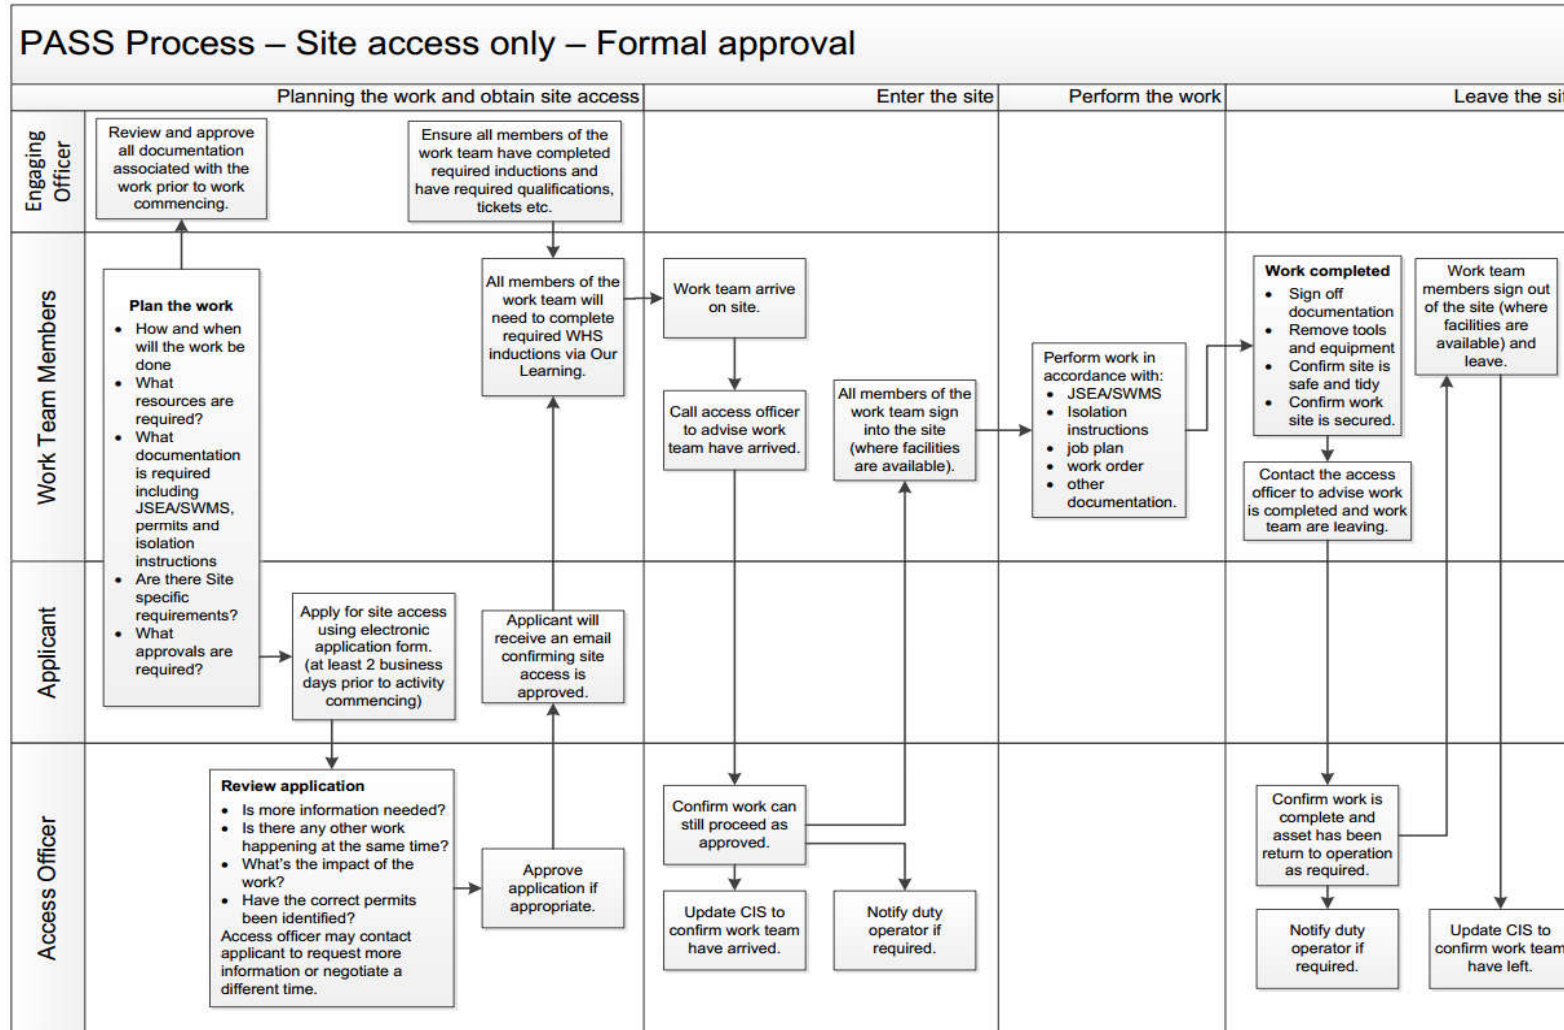 PASS Process – Site access only – Formal approval
Planning the work and obtain site access
Enter the site
Perform the work
Leave the sit
Engaging
Officer
Review and approve
all documentation
associated with the
work prior to work
commencing.
Ensure all members of the
work team have completed
required inductions and
have required qualifications,
tickets etc.
Work Team Members
Plan the work
• How and when
will the work be
done
• What
resources are
required?
• What
documentation
is required
including
JSEA/SWMS,
permits and
isolation
instructions
• Are there Site
specific
requirements?
• What
approvals are
required?
All members of the
work team will
need to complete
required WHS
inductions via Our
Learning.
Work team arrive
on site.
Call access officer
to advise work
team have arrived.
All members of the
work team sign
into the site
(where facilities
are available).
Perform work in
accordance with:
• JSEA/SWMS
• Isolation
instructions
• job plan
• work order
• other
documentation.
Work completed
• Sign off
documentation
• Remove tools
and equipment
• Confirm site is
safe and tidy
• Confirm work
site is secured.
Contact the access
officer to advise work
is completed and work
team are leaving.
Work team
members sign out
of the site (where
facilities are
available) and
leave.
Applicant
Apply for site access
using electronic
application form.
(at least 2 business
days prior to activity
commencing)
Applicant will
receive an email
confirming site
access is
approved.
Access Officer
Review application
• Is more information needed?
• Is there any other work
happening at the same time?
• What's the impact of the
work?
• Have the correct permits
been identified?
Access officer may contact
applicant to request more
information or negotiate a
different time.
Approve
application if
appropriate.
Confirm work can
still proceed as
approved.
Update CIS to
confirm work team
have arrived.
Notify duty
operator if
required.
Confirm work is
complete and
asset has been
return to operation
as required.
Notify duty
operator if
required.
Update CIS to
confirm work team
have left.